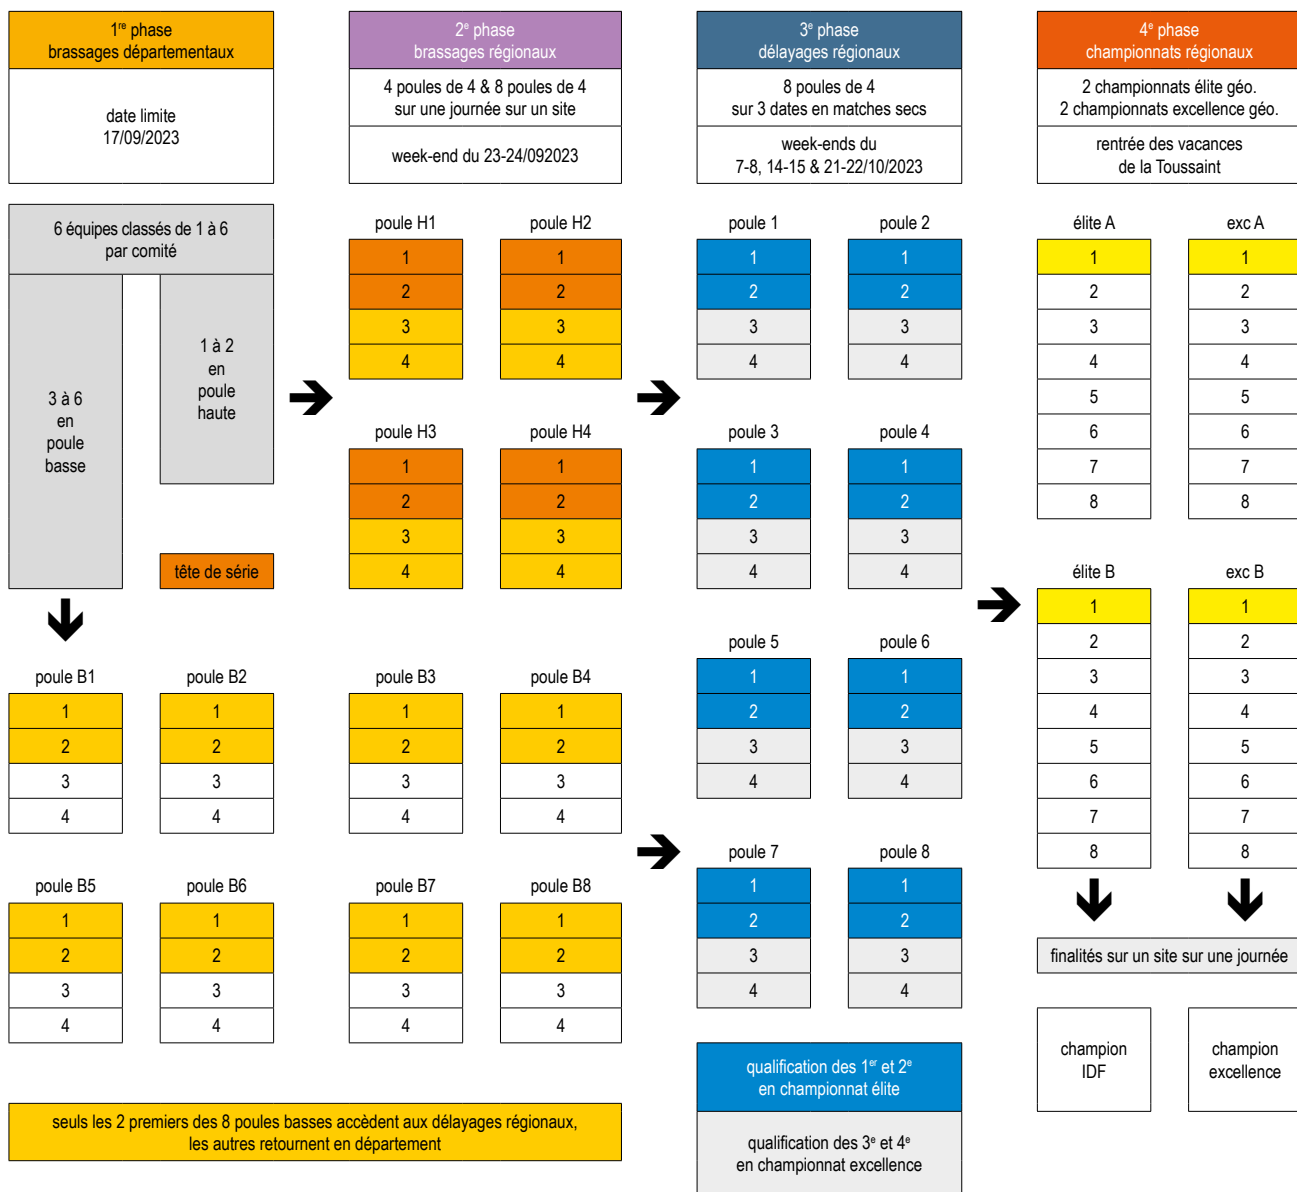 1re phase
brassages départementaux
date limite
17/09/2023
2e phase
brassages régionaux
4 poules de 4 & 8 poules de 4
sur une journée sur un site
week-end du 23-24/092023
3e phase
délayages régionaux
8 poules de 4
sur 3 dates en matches secs
week-ends du
7-8, 14-15 & 21-22/10/2023
4e phase
championnats régionaux
2 championnats élite géo.
2 championnats excellence géo.
rentrée des vacances
de la Toussaint
6 équipes classés de 1 à 6
par comité
3 à 6
en
poule
basse
1 à 2
en
poule
haute
tête de série
poule H1
1
2
3
4
poule H2
1
2
3
4
poule H3
1
2
3
4
poule H4
1
2
3
4
poule B1
1
2
3
4
poule B2
1
2
3
4
poule B3
1
2
3
4
poule B4
1
2
3
4
poule B5
1
2
3
4
poule B6
1
2
3
4
poule B7
1
2
3
4
poule B8
1
2
3
4
seuls les 2 premiers des 8 poules basses accèdent aux délayages régionaux,
les autres retournent en département
poule 1
1
2
3
4
poule 2
1
2
3
4
poule 3
1
2
3
4
poule 4
1
2
3
4
poule 5
1
2
3
4
poule 6
1
2
3
4
poule 7
1
2
3
4
poule 8
1
2
3
4
qualification des 1er et 2e
en championnat élite
qualification des 3e et 4e
en championnat excellence
élite A
1
2
3
4
5
6
7
8
exc A
1
2
3
4
5
6
7
8
élite B
1
2
3
4
5
6
7
8
exc B
1
2
3
4
5
6
7
8
finalités sur un site sur une journée
champion
IDF
champion
excellence